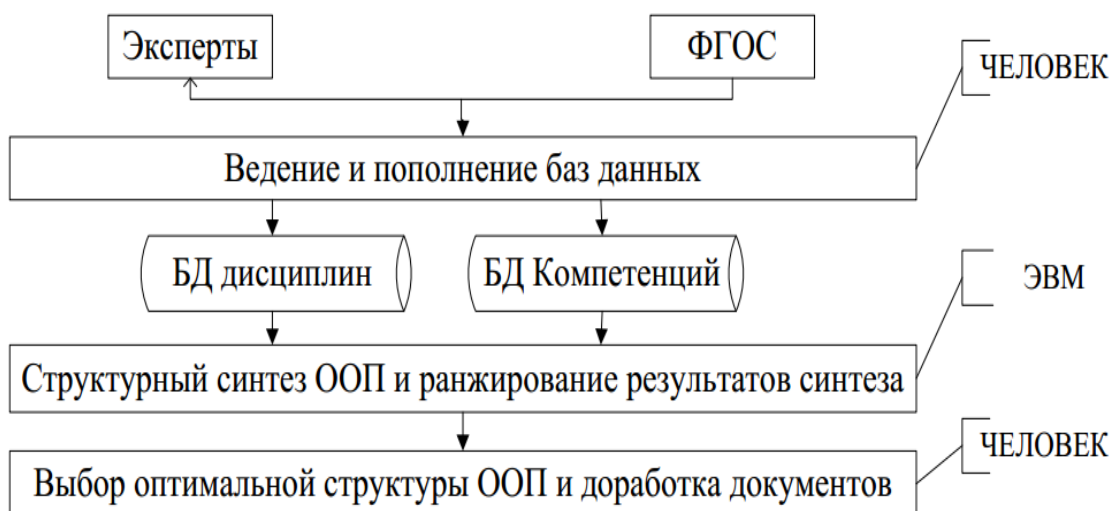 Эксперты
ФГОС
ЧЕЛОВЕК
Ведение и пополнение баз данных
БД дисциплин
БД Компетенций
ЭВМ
Структурный синтез ООП и ранжирование результатов синтеза
ЧЕЛОВЕК
Выбор оптимальной структуры ООП и доработка документов